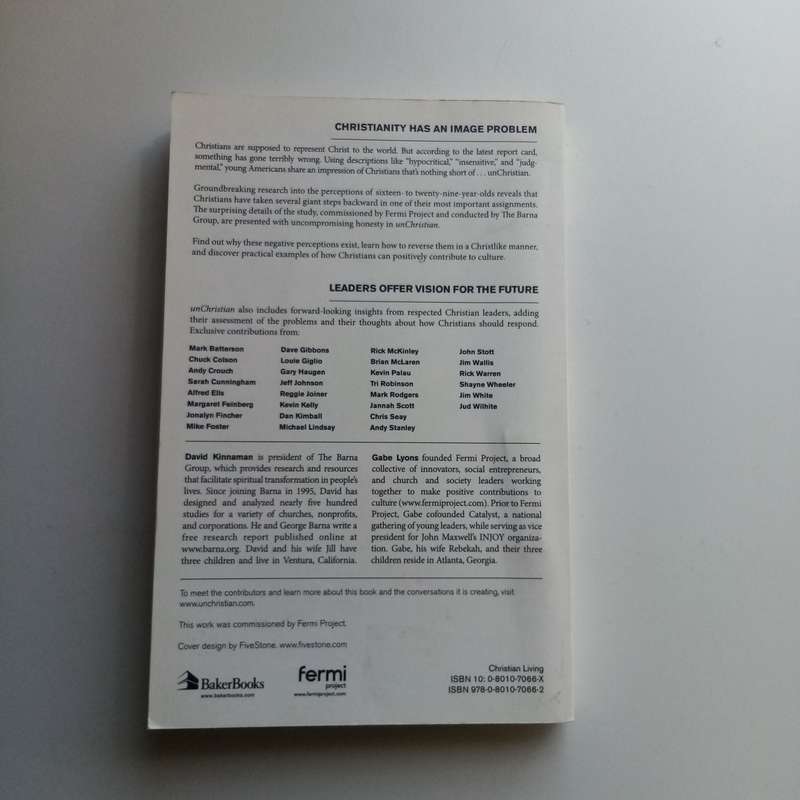 CHRISTIANITY HAS AN IMAGE PROBLEM
Christians are supposed to represent Christ to the world. But according to the latest report card,
something has gone terribly wrong. Using descriptions like "hypocritical," "insensitive," and "judg-
mental," young Americans share an impression of Christians that's nothing short of . . . unChristian.
Groundbreaking research into the perceptions of sixteen- to twenty-nine-year-olds reveals that
Christians have taken several giant steps backward in one of their most important assignments.
The surprising details of the study, commissioned by Fermi Project and conducted by The Barna
Group, are presented with uncompromising honesty in unChristian.
Find out why these negative perceptions exist, learn how to reverse them in a Christlike manner,
and discover practical examples of how Christians can positively contribute to culture.
LEADERS OFFER VISION FOR THE FUTURE
unChristian also includes forward-looking insights from respected Christian leaders, adding
their assessment of the problems and their thoughts about how Christians should respond.
Exclusive contributions from:
Mark Batterson
Chuck Colson
Andy Crouch
Sarah Cunningham
Alfred Ells
Margaret Feinberg
Jonalyn Fincher
Mike Foster
Dave Gibbons
Louie Giglio
Gary Haugen
Jeff Johnson
Reggie Joiner
Kevin Kelly
Dan Kimball
Michael Lindsay
Rick McKinley
Brian McLaren
Kevin Palau
Tri Robinson
Mark Rodgers
Jannah Scott
Chris Seay
Andy Stanley
John Stott
Jim Wallis
Rick Warren
Shayne Wheeler
Jim White
Jud Wilhite
David Kinnaman is president of The Barna
Group, which provides research and resources
that facilitate spiritual transformation in people's
lives. Since joining Barna in 1995, David has
designed and analyzed nearly five hundred
studies for a variety of churches, nonprofits,
and corporations. He and George Barna write a
free research report published online at
www.barna.org. David and his wife Jill have
three children and live in Ventura, California.
Gabe Lyons founded Fermi Project, a broad
collective of innovators, social entrepreneurs,
and church and society leaders working
together to make positive contributions to
culture (www.fermiproject.com). Prior to Fermi
Project, Gabe cofounded Catalyst, a national
gathering of young leaders, while serving as vice
president for John Maxwell's INJOY organiza-
tion. Gabe, his wife Rebekah, and their three
children reside in Atlanta, Georgia.
To meet the contributors and learn more about this book and the conversations it is creating, visit
www.unchristian.com.
This work was commissioned by Fermi Project.
Cover design by FiveStone. www.fivestone.com
BakerBooks
www.bakerbooks.com
fermi
project
www.fermiproject.com
Christian Living
ISBN 10: 0-8010-7066-X
ISBN 978-0-8010-7066-2